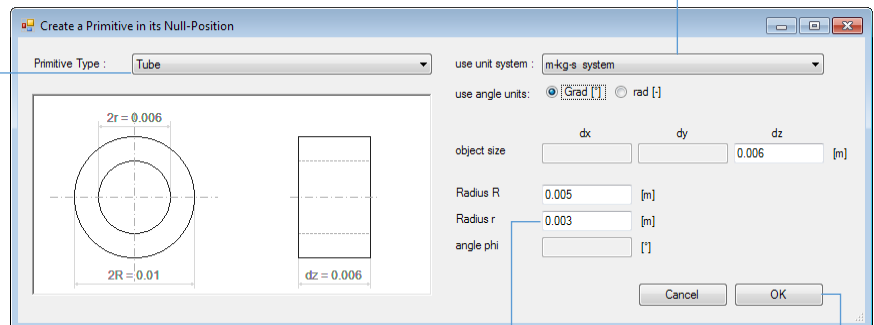 Create a Primitive in its Null-Position
Primitive Type :
Tube
use unit system :
m-kg-s system
use angle units:
Grad [°]
rad [-]
2r = 0.006
2R = 0.01
dz = 0.006
dx
dy
dz
object size
0.006
[m]
Radius R
0.005
[m]
Radius r
0.003
[m]
angle phi
[°]
Cancel
OK